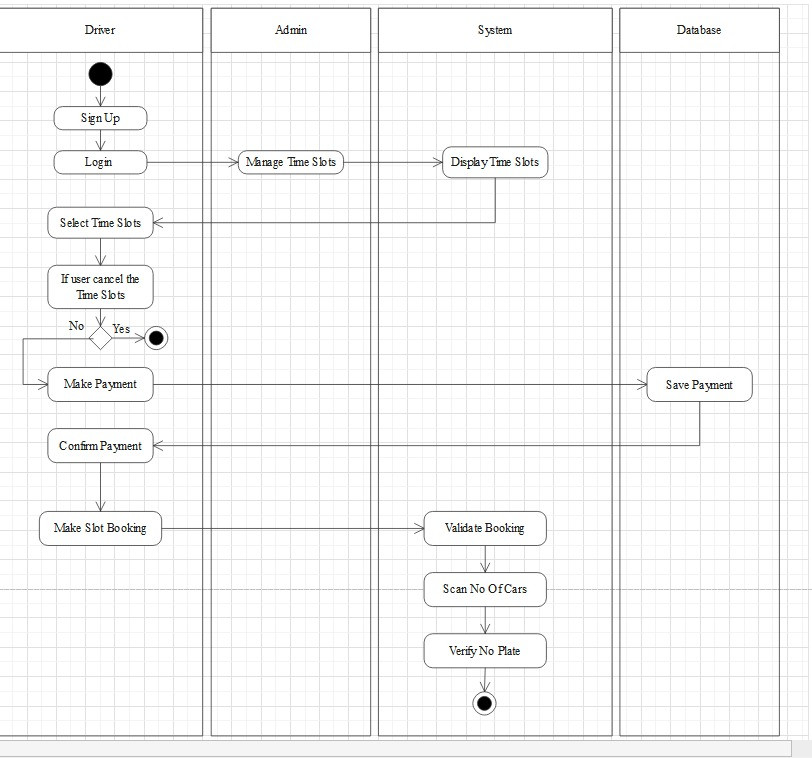 Driver
Admin
System
Database
Sign Up
Login
Manage Time Slots
Display Time Slots
Select Time Slots
If user cancel the
Time Slots
No
Yes
Make Payment
Save Payment
Confirm Payment
Make Slot Booking
Validate Booking
Scan No Of Cars
Verify No Plate